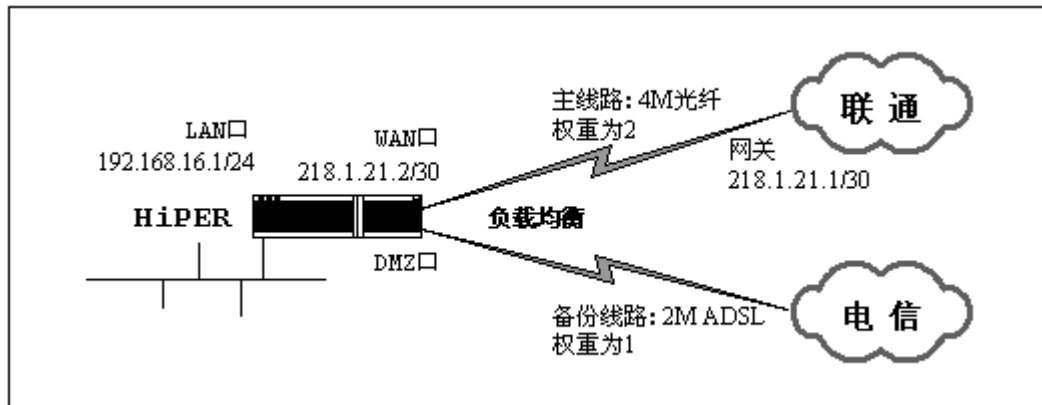 主线路: 4M光纤
权重为2
联 通
LAN口
192.168.16.1/24
WAN口
218.1.21.2/30
网关
218.1.21.1/30
HiPER
负载均衡
DMZ口
备份线路: 2M ADSL
权重为1
电 信